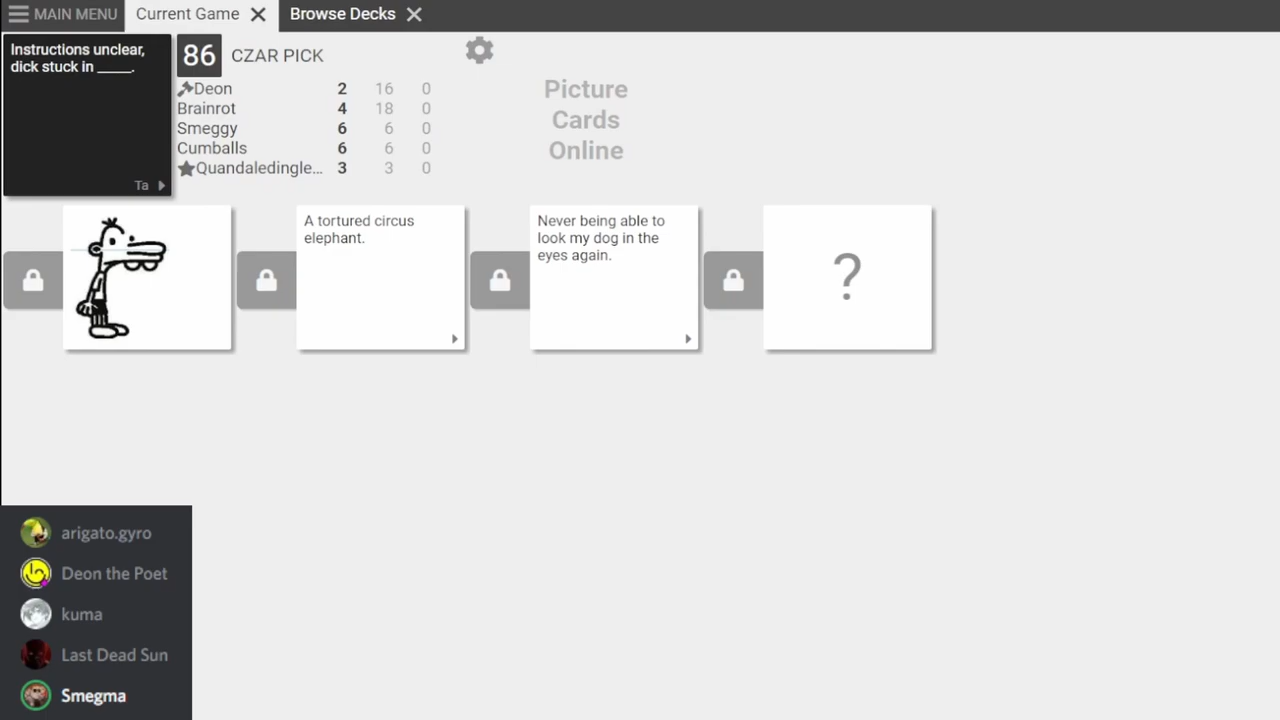 MAIN MENU
Current Game
Browse Decks
Instructions unclear,
dick stuck in _____.
Ta
86 CZAR PICK
Deon 2 16 0
Brainrot 4 18 0
Smeggy 6 6 0
Cumballs 6 6 0
Quandaledingle... 3 3 0
Picture
Cards
Online
A tortured circus
elephant.
Never being able to
look my dog in the
eyes again.
?
arigato.gyro
Deon the Poet
kuma
Last Dead Sun
Smegma